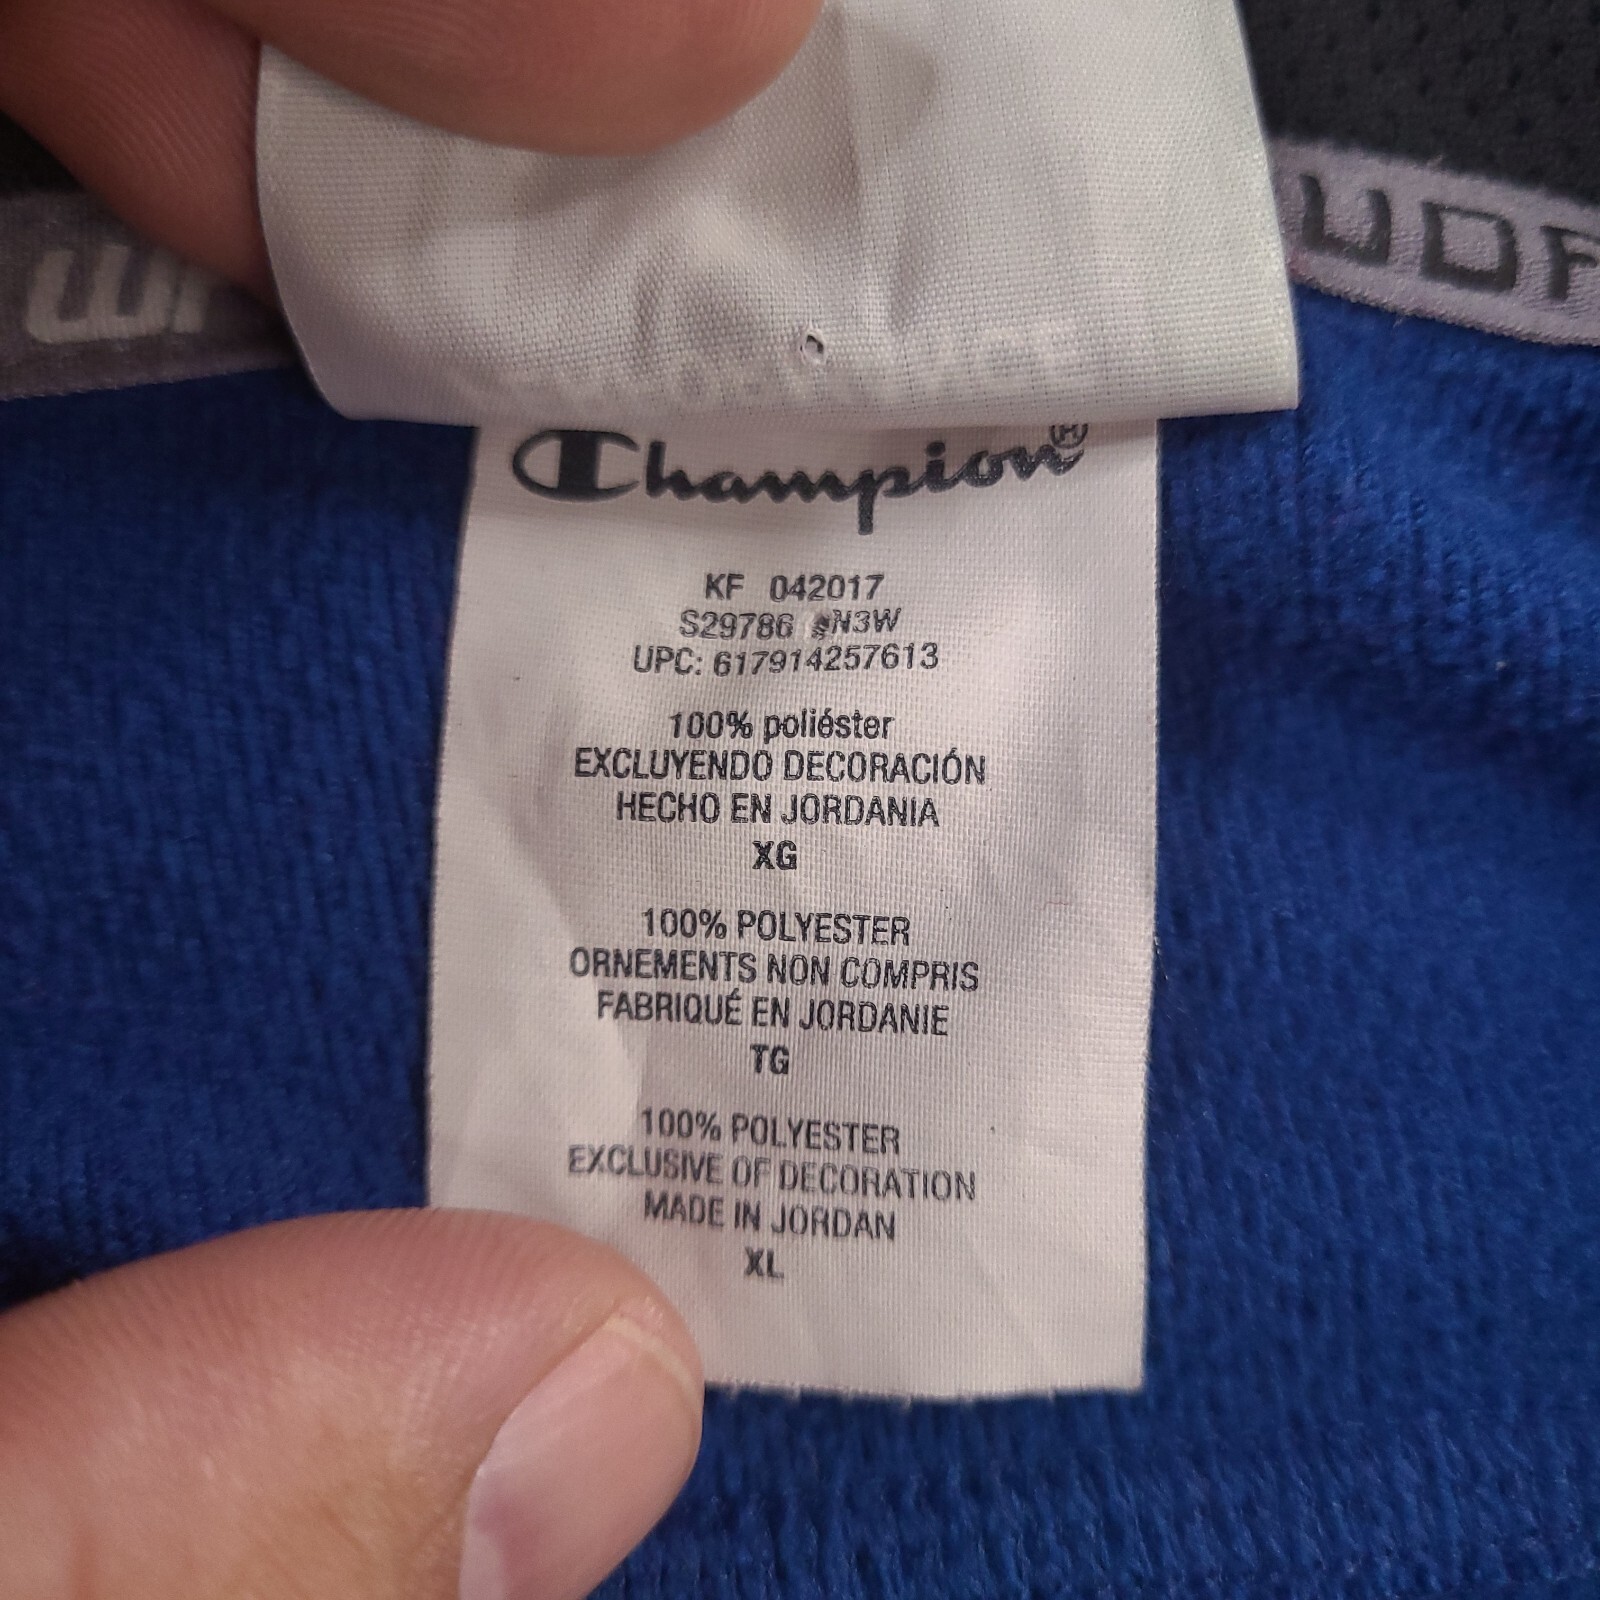 Champion®
KF 042017
S29786 N3W
UPC: 617914257613
100% poliéster
EXCLUYENDO DECORACIÓN
HECHO EN JORDANIA
XG
100% POLYESTER
ORNEMENTS NON COMPRIS
FABRIQUÉ EN JORDANIE
TG
100% POLYESTER
EXCLUSIVE OF DECORATION
MADE IN JORDAN
XL